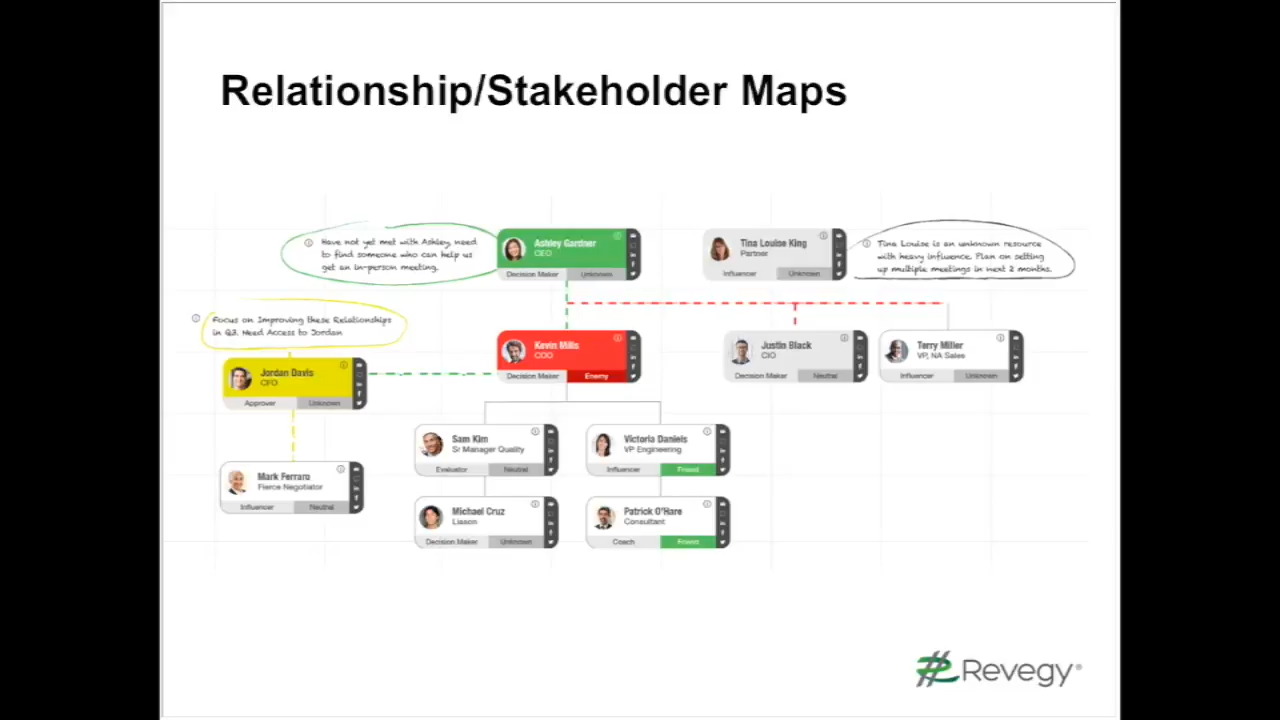 Relationship/Stakeholder Maps
Have not yet met with Ashley, need
to find someone who can help us
get an in-person meeting.
Ashley Gardner
CEO
Decision Maker
Unknown
Tina Louise King
Partner
Influencer
Unknown
Tina Louise is an unknown resource
with heavy influence. Plan on setting
up multiple meetings in next 2 months.
Focus on Improving these Relationships
in Q3. Need Access to Jordan
Jordan Davis
CFO
Approver
Unknown
Kevin Mills
COO
Decision Maker
Enemy
Justin Black
CIO
Decision Maker
Neutral
Terry Miller
VP, NA Sales
Influencer
Unknown
Sam Kim
Sr Manager Quality
Evaluator
Neutral
Victoria Daniels
VP Engineering
Influencer
Friend
Mark Ferraro
Fierce Negotiator
Influencer
Neutral
Michael Cruz
Liason
Decision Maker
Unknown
Patrick O'Hare
Consultant
Coach
Friend
Revegy®